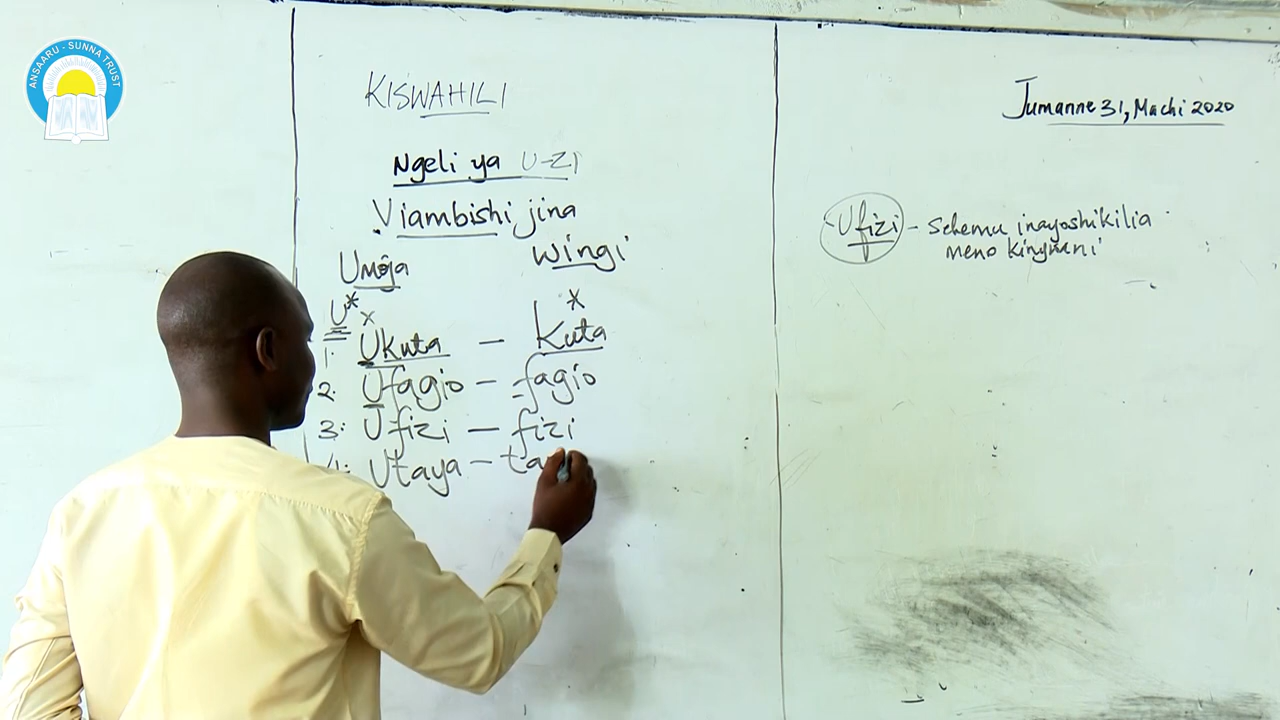 ANSAARU - SUNNA TRUST
KISWAHILI
Ngeli ya U-ZI
Viambishi jina
Umoja wingi
U* x *
1. Ukuta - Kuta
2. Ufagio - fagio
3. Ufizi - fizi
4. Utaya - ta
Jumanne 31, Machi 2020
- Ufizi - Sehemu inayoshikilia
meno kinywani